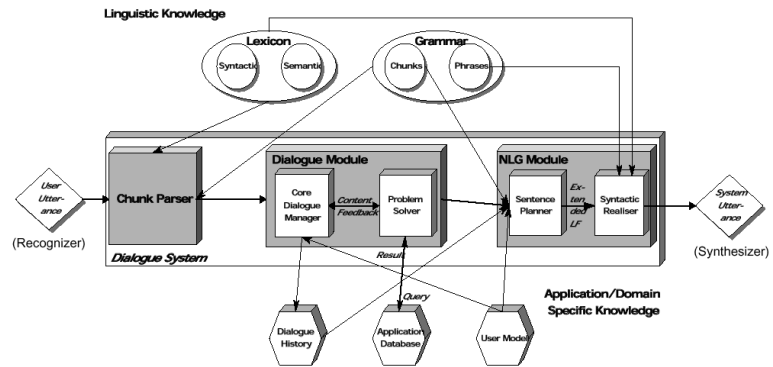 Linguistic Knowledge
Lexicon
Syntactic
Semantic
Grammar
Chunks
Phrases
User
Utter-
ance
(Recognizer)
Chunk Parser
Dialogue Module
Core
Dialogue
Manager
Content
Feedback
Problem
Solver
NLG Module
Sentence
Planner
Ex-
ten
ded
LF
Syntactic
Realiser
System
Utter-
ance
(Synthesizer)
Dialogue System
Result
Query
Application/Domain
Specific Knowledge
Dialogue
History
Application
Database
User Model